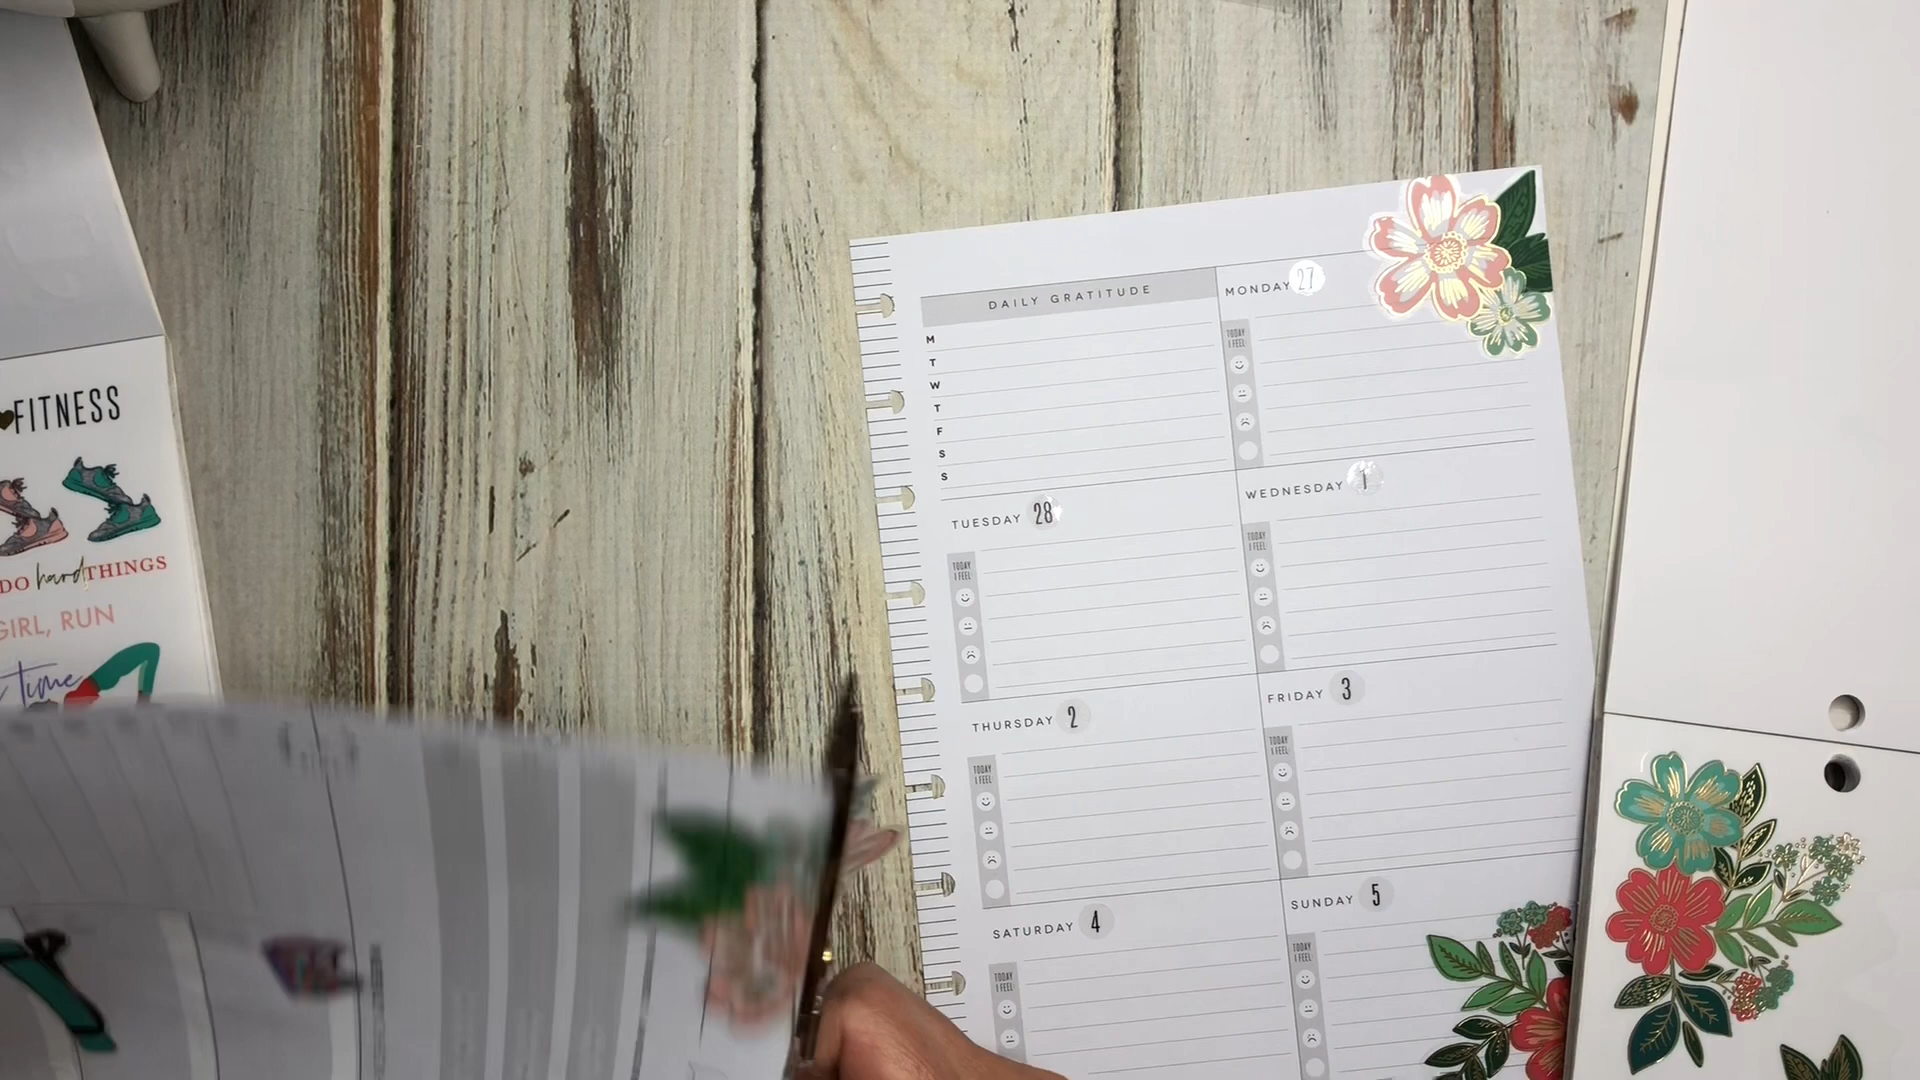 FITNESS
DO hard THINGS
GIRL, RUN
Time
DAILY GRATITUDE
M
T
W
T
F
S
S
MONDAY 27
TODAY
I FEEL
TUESDAY 28
TODAY
I FEEL
WEDNESDAY 1
TODAY
I FEEL
THURSDAY 2
TODAY
I FEEL
FRIDAY 3
TODAY
I FEEL
SATURDAY 4
TODAY
I FEEL
SUNDAY 5
TODAY
I FEEL